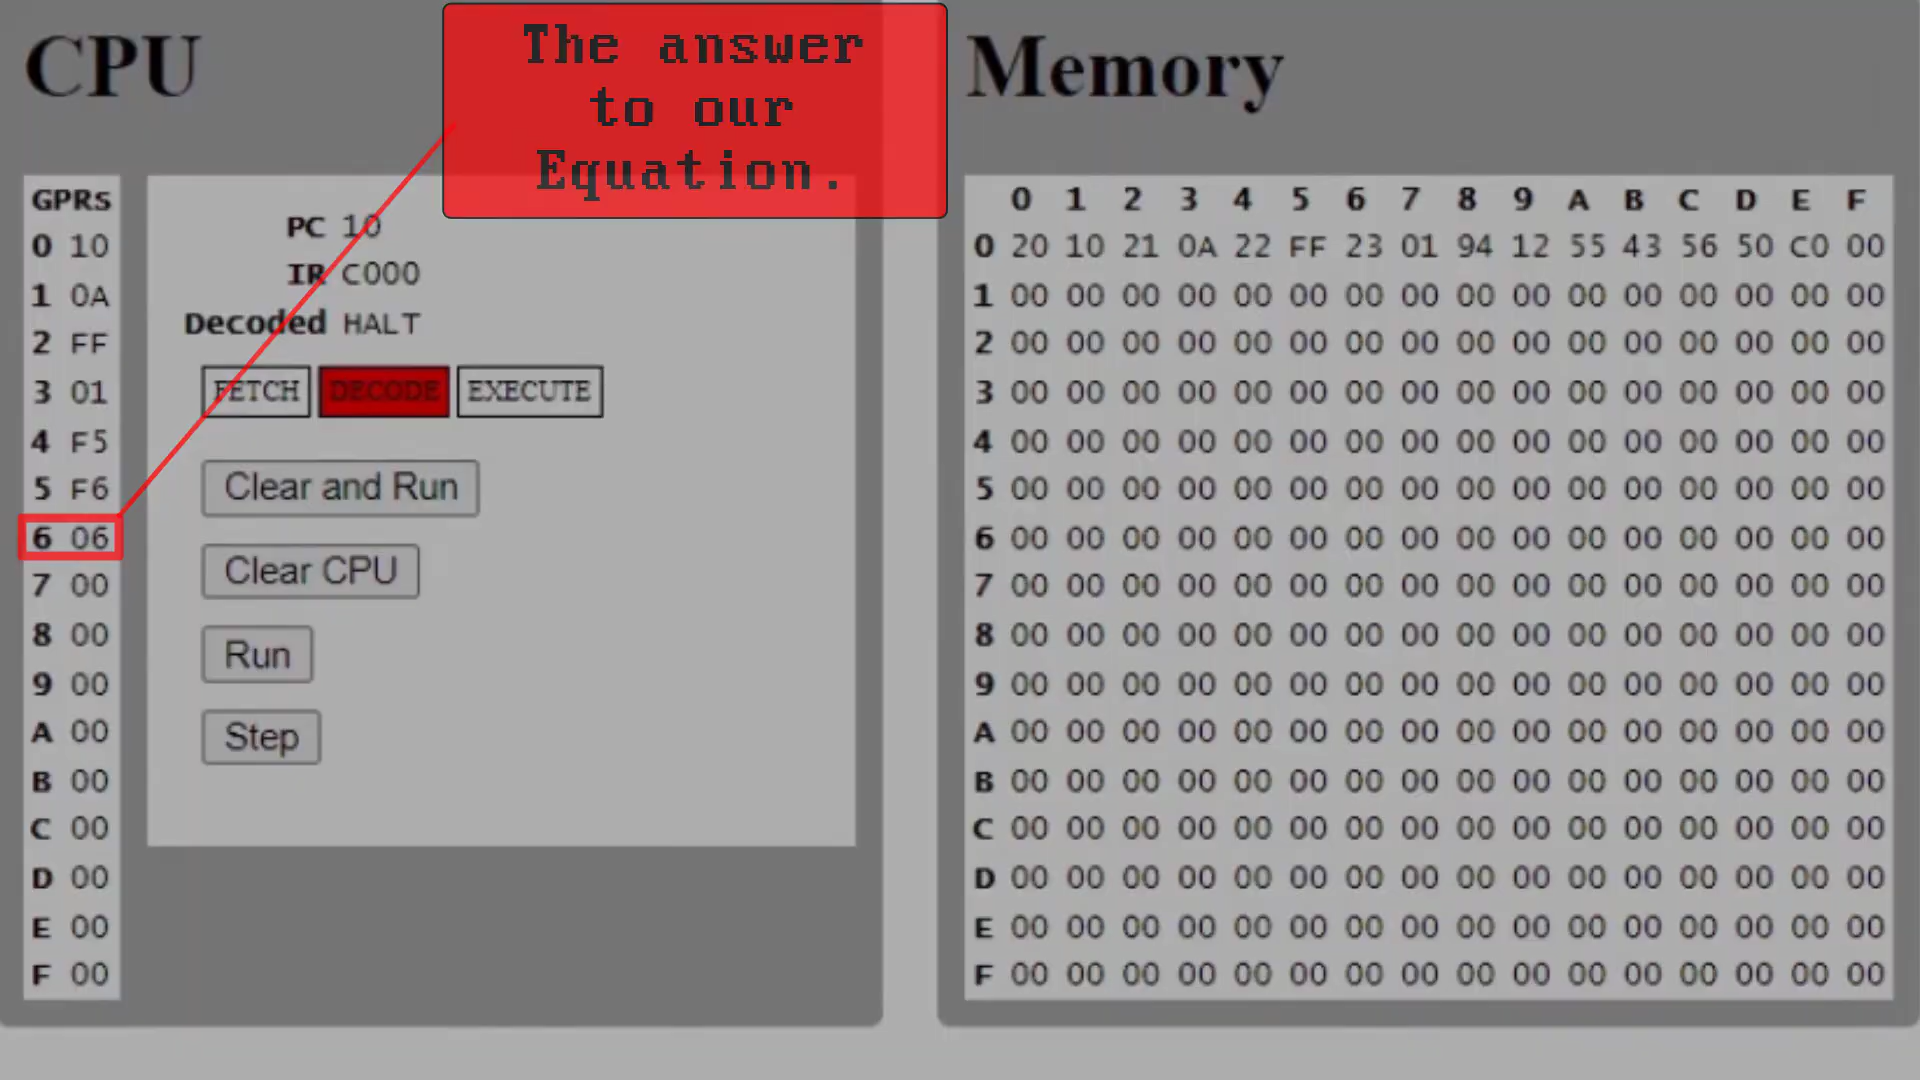 The answer
to our
Equation.
CPU
GPRs
0 10
1 0A
2 FF
3 01
4 F5
5 F6
6 06
7 00
8 00
9 00
A 00
B 00
C 00
D 00
E 00
F 00
PC 10
IR C000
Decoded HALT
FETCH DECODE EXECUTE
Clear and Run
Clear CPU
Run
Step
Memory
0 1 2 3 4 5 6 7 8 9 A B C D E F
0 20 10 21 0A 22 FF 23 01 94 12 55 43 56 50 C0 00
1 00 00 00 00 00 00 00 00 00 00 00 00 00 00 00 00
2 00 00 00 00 00 00 00 00 00 00 00 00 00 00 00 00
3 00 00 00 00 00 00 00 00 00 00 00 00 00 00 00 00
4 00 00 00 00 00 00 00 00 00 00 00 00 00 00 00 00
5 00 00 00 00 00 00 00 00 00 00 00 00 00 00 00 00
6 00 00 00 00 00 00 00 00 00 00 00 00 00 00 00 00
7 00 00 00 00 00 00 00 00 00 00 00 00 00 00 00 00
8 00 00 00 00 00 00 00 00 00 00 00 00 00 00 00 00
9 00 00 00 00 00 00 00 00 00 00 00 00 00 00 00 00
A 00 00 00 00 00 00 00 00 00 00 00 00 00 00 00 00
B 00 00 00 00 00 00 00 00 00 00 00 00 00 00 00 00
C 00 00 00 00 00 00 00 00 00 00 00 00 00 00 00 00
D 00 00 00 00 00 00 00 00 00 00 00 00 00 00 00 00
E 00 00 00 00 00 00 00 00 00 00 00 00 00 00 00 00
F 00 00 00 00 00 00 00 00 00 00 00 00 00 00 00 00